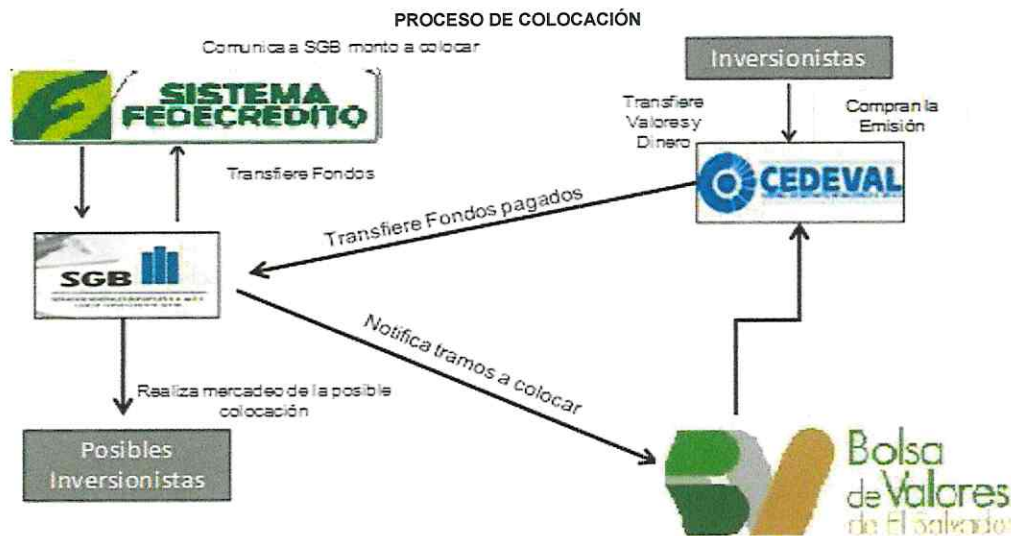 PROCESO DE COLOCACIÓN
Comunica a SGB monto a colocar
SISTEMA
FEDECRÉDITO
Transfiere Fondos
SGB
Realiza mercadeo de la posible
colocación
Posibles
Inversionistas
Inversionistas
Transfiere
Valores y
Dinero
Compran la
Emisión
CEDEVAL
Transfiere Fondos pagados
Notifica tramos a colocar
Bolsa
de Valores
de El Salvador